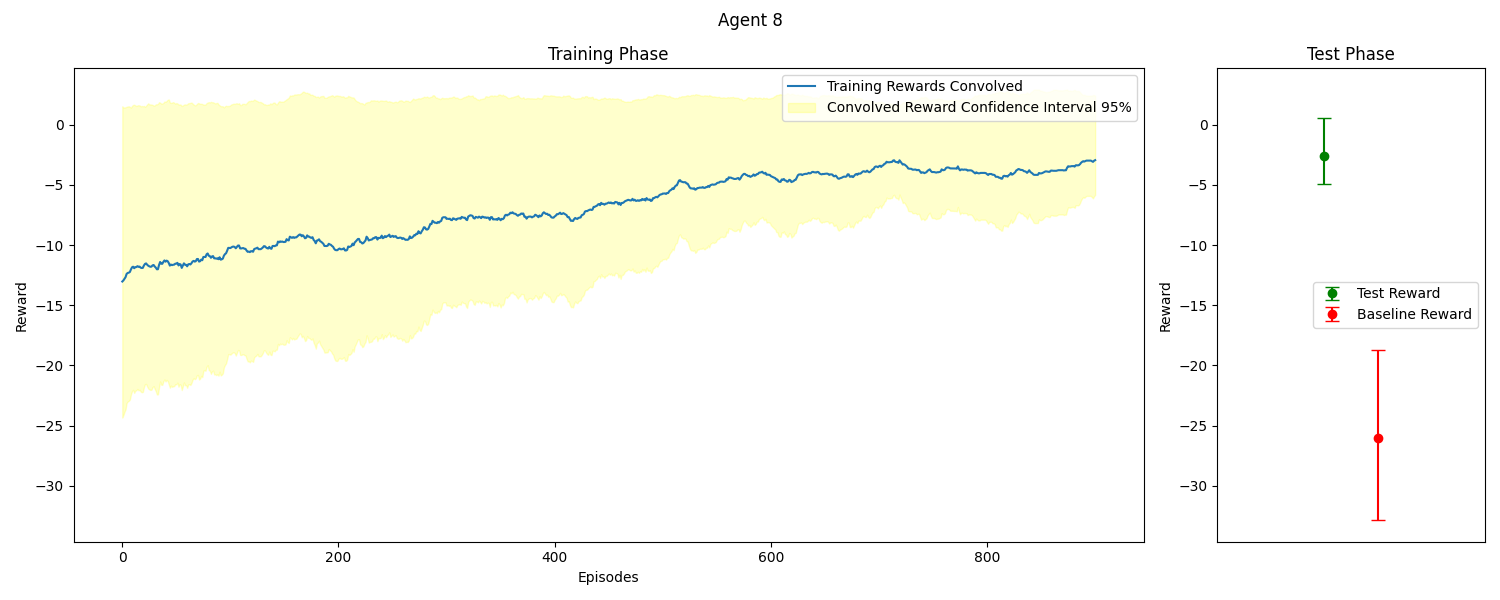 Agent 8
Training Phase
Reward
0
−5
−10
−15
−20
−25
−30
0
200
400
600
800
Episodes
Training Rewards Convolved
Convolved Reward Confidence Interval 95%
Test Phase
Reward
0
−5
−10
−15
−20
−25
−30
Test Reward
Baseline Reward